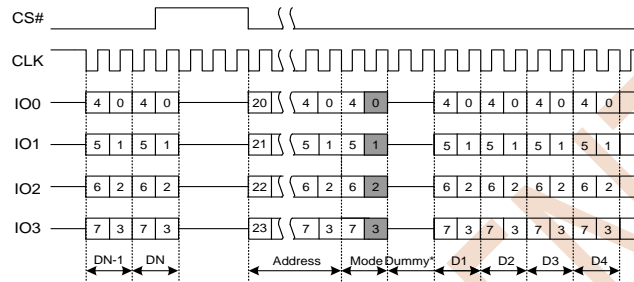 CS#
CLK
IO0 4 0 4 0 20 4 0 4 0 4 0 4 0 4 0 4 0
IO1 5 1 5 1 21 5 1 5 1 5 1 5 1 5 1 5 1
IO2 6 2 6 2 22 6 2 6 2 6 2 6 2 6 2 6 2
IO3 7 3 7 3 23 7 3 7 3 7 3 7 3 7 3 7 3
DN-1 DN Address Mode Dummy* D1 D2 D3 D4